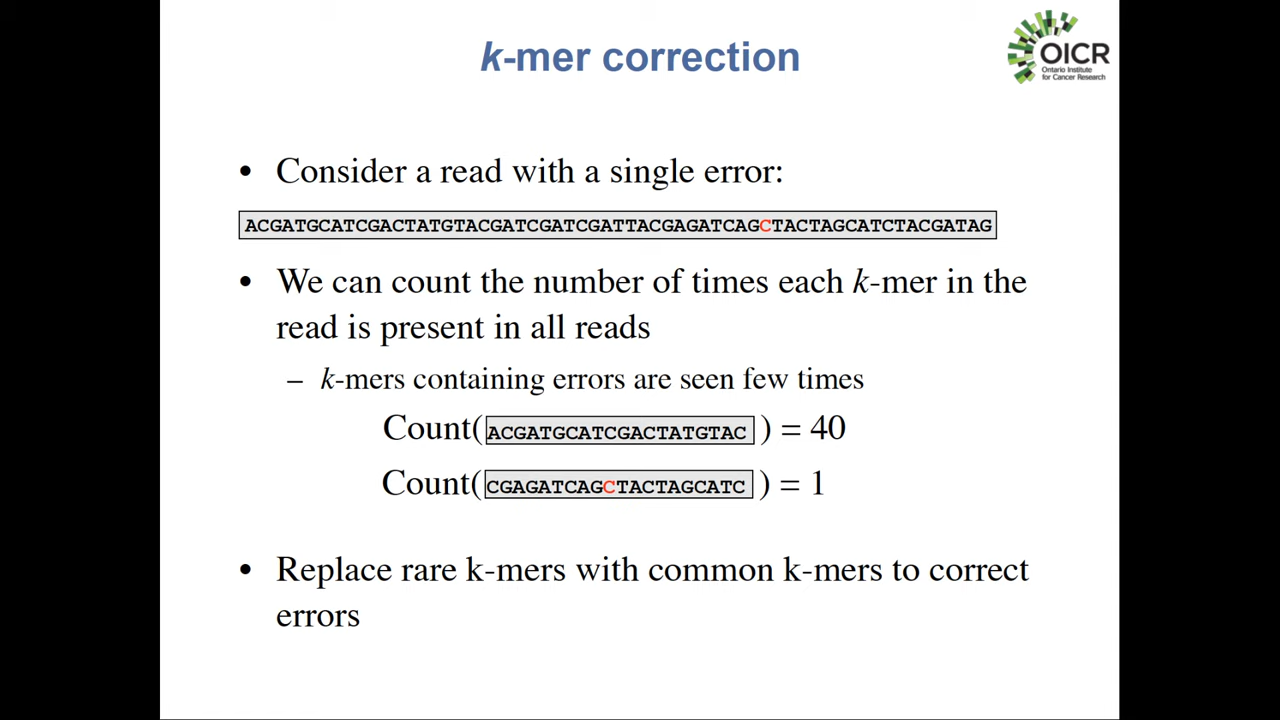 k-mer correction
OICR
Ontario Institute
for Cancer Research
• Consider a read with a single error:
ACGATGCATCGACTATGTACGATCGATCGATTACGAGATCAGCTACTAGCATCTACGATAG
• We can count the number of times each k-mer in the
read is present in all reads
– k-mers containing errors are seen few times
Count(ACGATGCATCGACTATGTAC) = 40
Count(CGAGATCAGCTACTAGCATC) = 1
• Replace rare k-mers with common k-mers to correct
errors